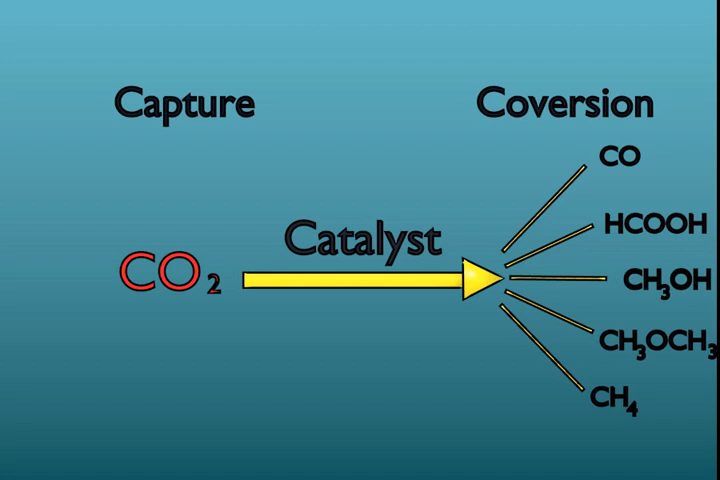 Capture
Coversion
CO
HCOOH
Catalyst
CO₂
CH₃OH
CH₃OCH₃
CH₄